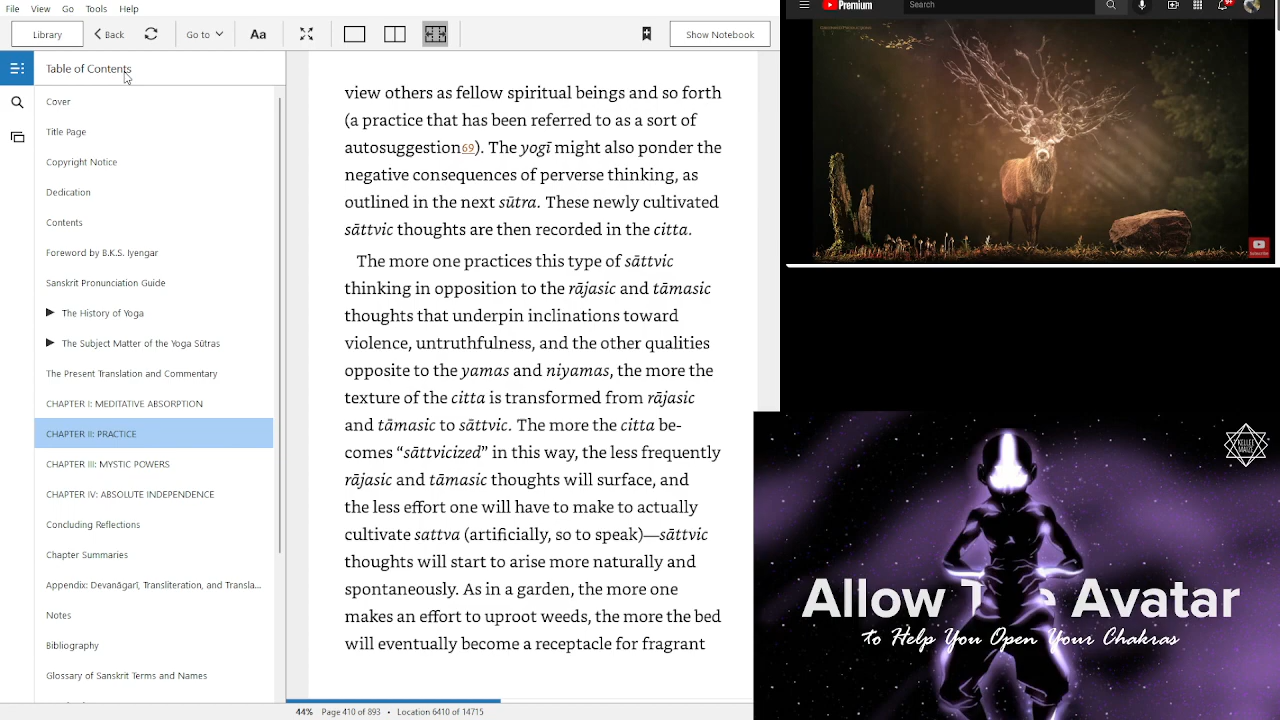 File View Go Tools Help
Library Back Go to Aa Show Notebook
Table of Contents
Cover
Title Page
Copyright Notice
Dedication
Contents
Foreword by B.K.S. Iyengar
Sanskrit Pronunciation Guide
The History of Yoga
The Subject Matter of the Yoga Sūtras
The Present Translation and Commentary
CHAPTER I: MEDITATIVE ABSORPTION
CHAPTER II: PRACTICE
CHAPTER III: MYSTIC POWERS
CHAPTER IV: ABSOLUTE INDEPENDENCE
Concluding Reflections
Chapter Summaries
Appendix: Devanāgarī, Transliteration, and Transla...
Notes
Bibliography
Glossary of Sanskrit Terms and Names
view others as fellow spiritual beings and so forth
(a practice that has been referred to as a sort of
autosuggestion69). The yogī might also ponder the
negative consequences of perverse thinking, as
outlined in the next sūtra. These newly cultivated
sāttvic thoughts are then recorded in the citta.
The more one practices this type of sāttvic
thinking in opposition to the rājasic and tāmasic
thoughts that underpin inclinations toward
violence, untruthfulness, and the other qualities
opposite to the yamas and niyamas, the more the
texture of the citta is transformed from rājasic
and tāmasic to sāttvic. The more the citta be-
comes “sāttvicized” in this way, the less frequently
rājasic and tāmasic thoughts will surface, and
the less effort one will have to make to actually
cultivate sattva (artificially, so to speak)—sāttvic
thoughts will start to arise more naturally and
spontaneously. As in a garden, the more one
makes an effort to uproot weeds, the more the bed
will eventually become a receptacle for fragrant
44% Page 410 of 893 • Location 6410 of 14715
Premium Search 9+
Subscribe
Allow The Avatar
to Help You Open Your Chakras